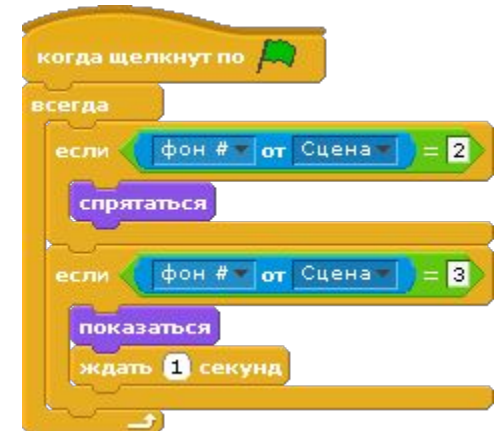 когда щелкнут по
всегда
если фон # от Сцена = 2
спрятаться
если фон # от Сцена = 3
показаться
ждать 1 секунд